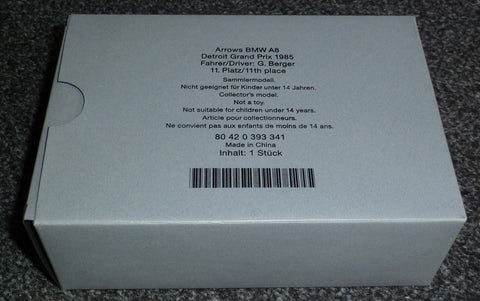 Arrows BMW A8
Detroit Grand Prix 1985
Fahrer/Driver: G. Berger
11. Platz/11th place
Sammlermodell.
Nicht geeignet für Kinder unter 14 Jahren.
Collector's model.
Not a toy.
Not suitable for children under 14 years.
Article pour collectionneurs.
Ne convient pas aux enfants de moins de 14 ans.
80 42 0 393 341
Made in China
Inhalt: 1 Stück